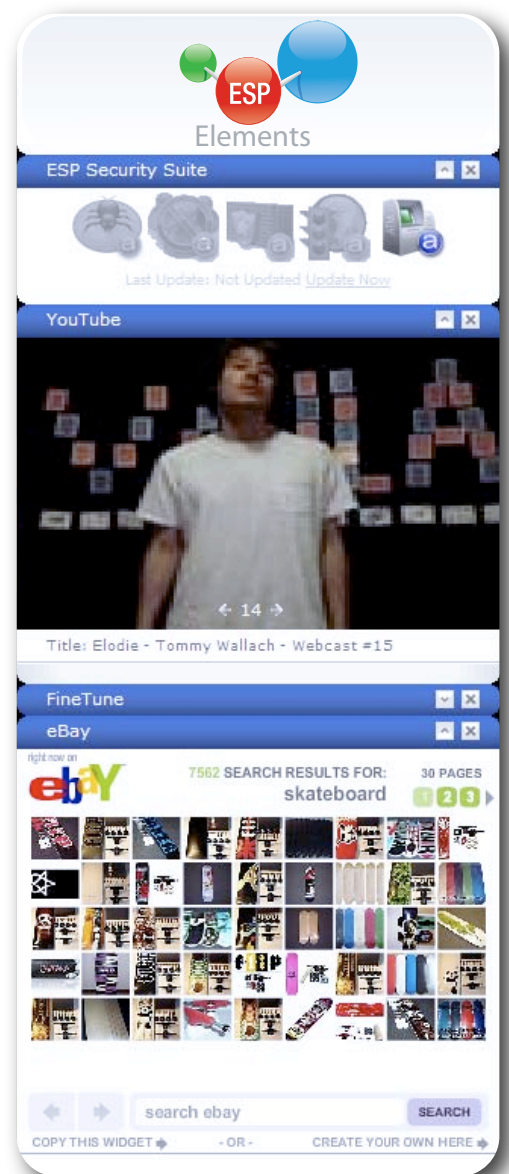 ESP
Elements
ESP Security Suite
Last Update: Not Updated Update Now
YouTube
14
Title: Elodie - Tommy Wallach - Webcast #15
FineTune
eBay
right now on
ebaY
7562 SEARCH RESULTS FOR:
skateboard
30 PAGES
1 2 3
search ebay
SEARCH
COPY THIS WIDGET
- OR -
CREATE YOUR OWN HERE